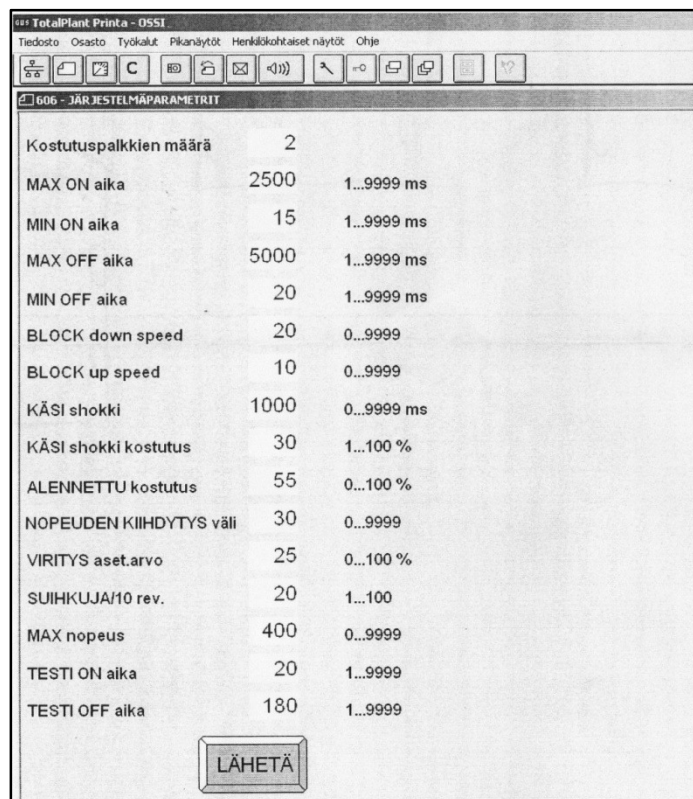 TotalPlant Printa - OSSI
Tiedosto Osasto Työkalut Pikanäytöt Henkilökohtaiset näytöt Ohje
C
606 - JÄRJESTELMÄPARAMETRIT
Kostutuspalkkien määrä 2
MAX ON aika 2500 1...9999 ms
MIN ON aika 15 1...9999 ms
MAX OFF aika 5000 1...9999 ms
MIN OFF aika 20 1...9999 ms
BLOCK down speed 20 0...9999
BLOCK up speed 10 0...9999
KÄSI shokki 1000 0...9999 ms
KÄSI shokki kostutus 30 1...100 %
ALENNETTU kostutus 55 0...100 %
NOPEUDEN KIIHDYTYS väli 30 0...9999
VIRITYS aset.arvo 25 0...100 %
SUIHKUJA/10 rev. 20 1...100
MAX nopeus 400 0...9999
TESTI ON aika 20 1...9999
TESTI OFF aika 180 1...9999
LÄHETÄ